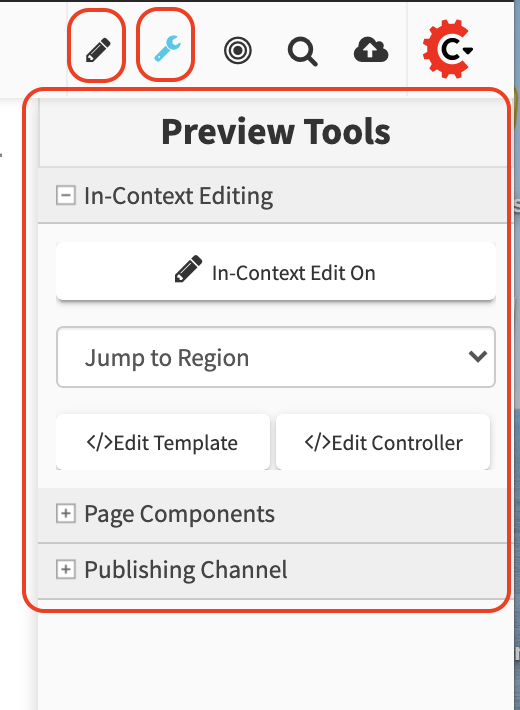 Preview Tools
In-Context Editing
In-Context Edit On
Jump to Region
</>Edit Template
</>Edit Controller
Page Components
Publishing Channel